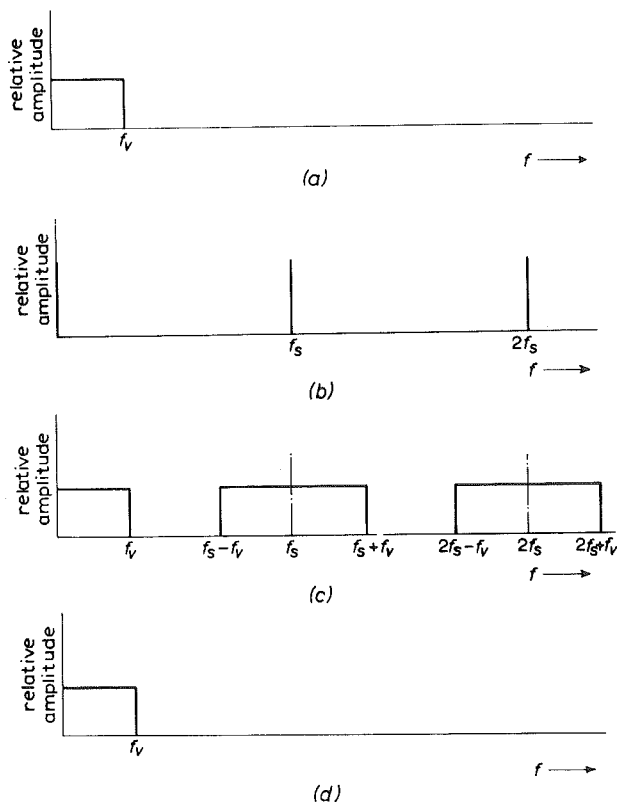 relative
amplitude
f_v
f
(a)
relative
amplitude
f_s
2f_s
f
(b)
relative
amplitude
f_v
f_s − f_v
f_s
f_s + f_v
2f_s − f_v
2f_s
2f_s + f_v
f
(c)
relative
amplitude
f_v
f
(d)